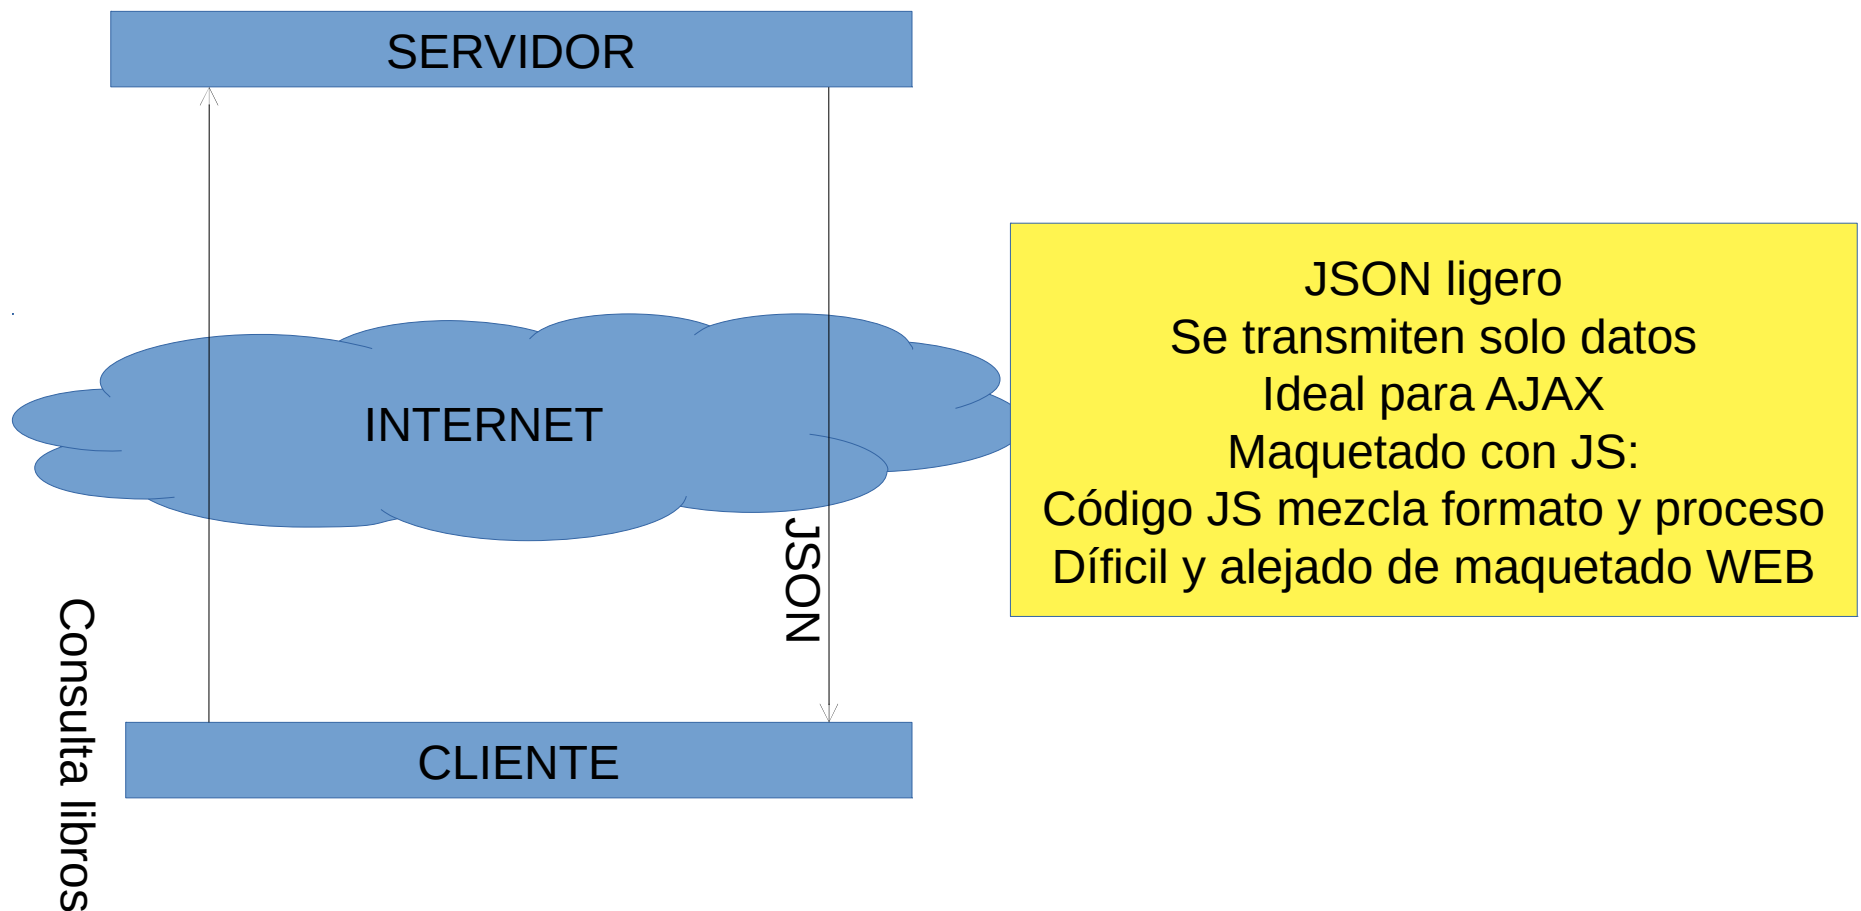 SERVIDOR
INTERNET
JSON
Consulta libros
CLIENTE
JSON ligero
Se transmiten solo datos
Ideal para AJAX
Maquetado con JS:
Código JS mezcla formato y proceso
Díficil y alejado de maquetado WEB